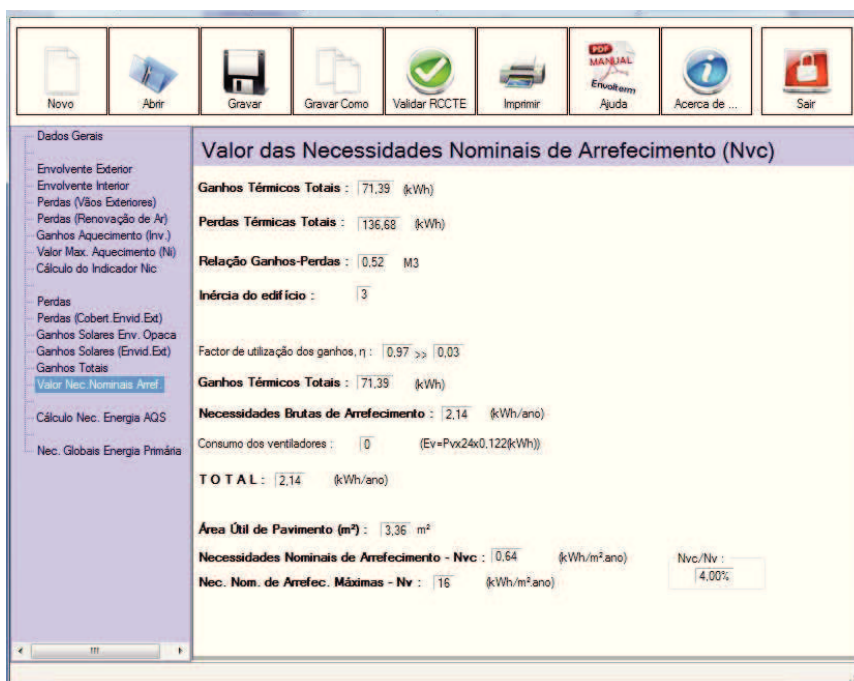 PDF
MANUAL
Envolterm
Novo Abrir Gravar Gravar Como Validar RCCTE Imprimir Ajuda Acerca de ... Sair
Dados Gerais
Envolvente Exterior
Envolvente Interior
Perdas (Vãos Exteriores)
Perdas (Renovação de Ar)
Ganhos Aquecimento (Inv.)
Valor Max. Aquecimento (Ni)
Cálculo do Indicador Nic
Perdas
Perdas (Cobert.Envid.Ext)
Ganhos Solares Env. Opaca
Ganhos Solares (Envid.Ext)
Ganhos Totais
Valor Nec.Nominais Arref.
Cálculo Nec. Energia AQS
Nec. Globais Energia Primária
Valor das Necessidades Nominais de Arrefecimento (Nvc)
Ganhos Térmicos Totais : 71,39 (kWh)
Perdas Térmicas Totais : 136,68 (kWh)
Relação Ganhos-Perdas : 0,52 M3
Inércia do edifício : 3
Factor de utilização dos ganhos, η : 0,97 >> 0,03
Ganhos Térmicos Totais : 71,39 (kWh)
Necessidades Brutas de Arrefecimento : 2,14 (kWh/ano)
Consumo dos ventiladores : 0 (Ev=Pvx24x0.122(kWh))
T O T A L : 2,14 (kWh/ano)
Área Útil de Pavimento (m²) : 3,36 m²
Necessidades Nominais de Arrefecimento - Nvc : 0,64 (kWh/m².ano) Nvc/Nv :
4,00%
Nec. Nom. de Arrefec. Máximas - Nv : 16 (kWh/m².ano)